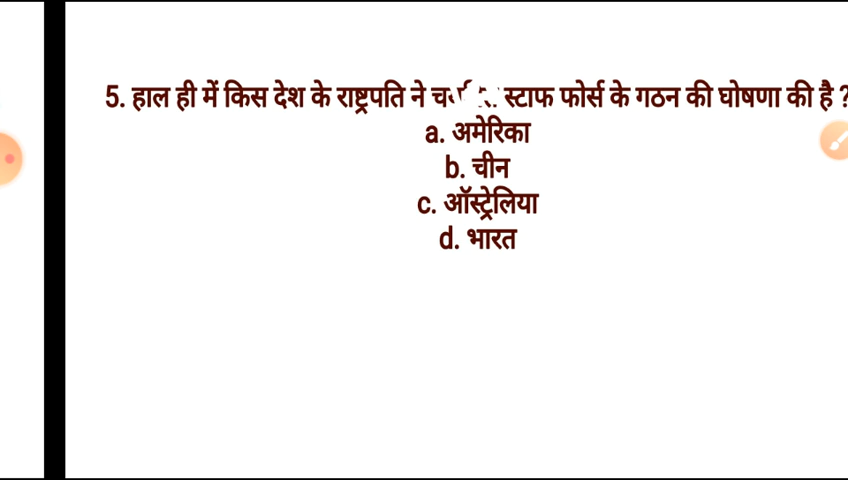 5. हाल ही में किस देश के राष्ट्रपति ने स्टाफ फोर्स के गठन की घोषणा की है ?
a. अमेरिका
b. चीन
c. ऑस्ट्रेलिया
d. भारत